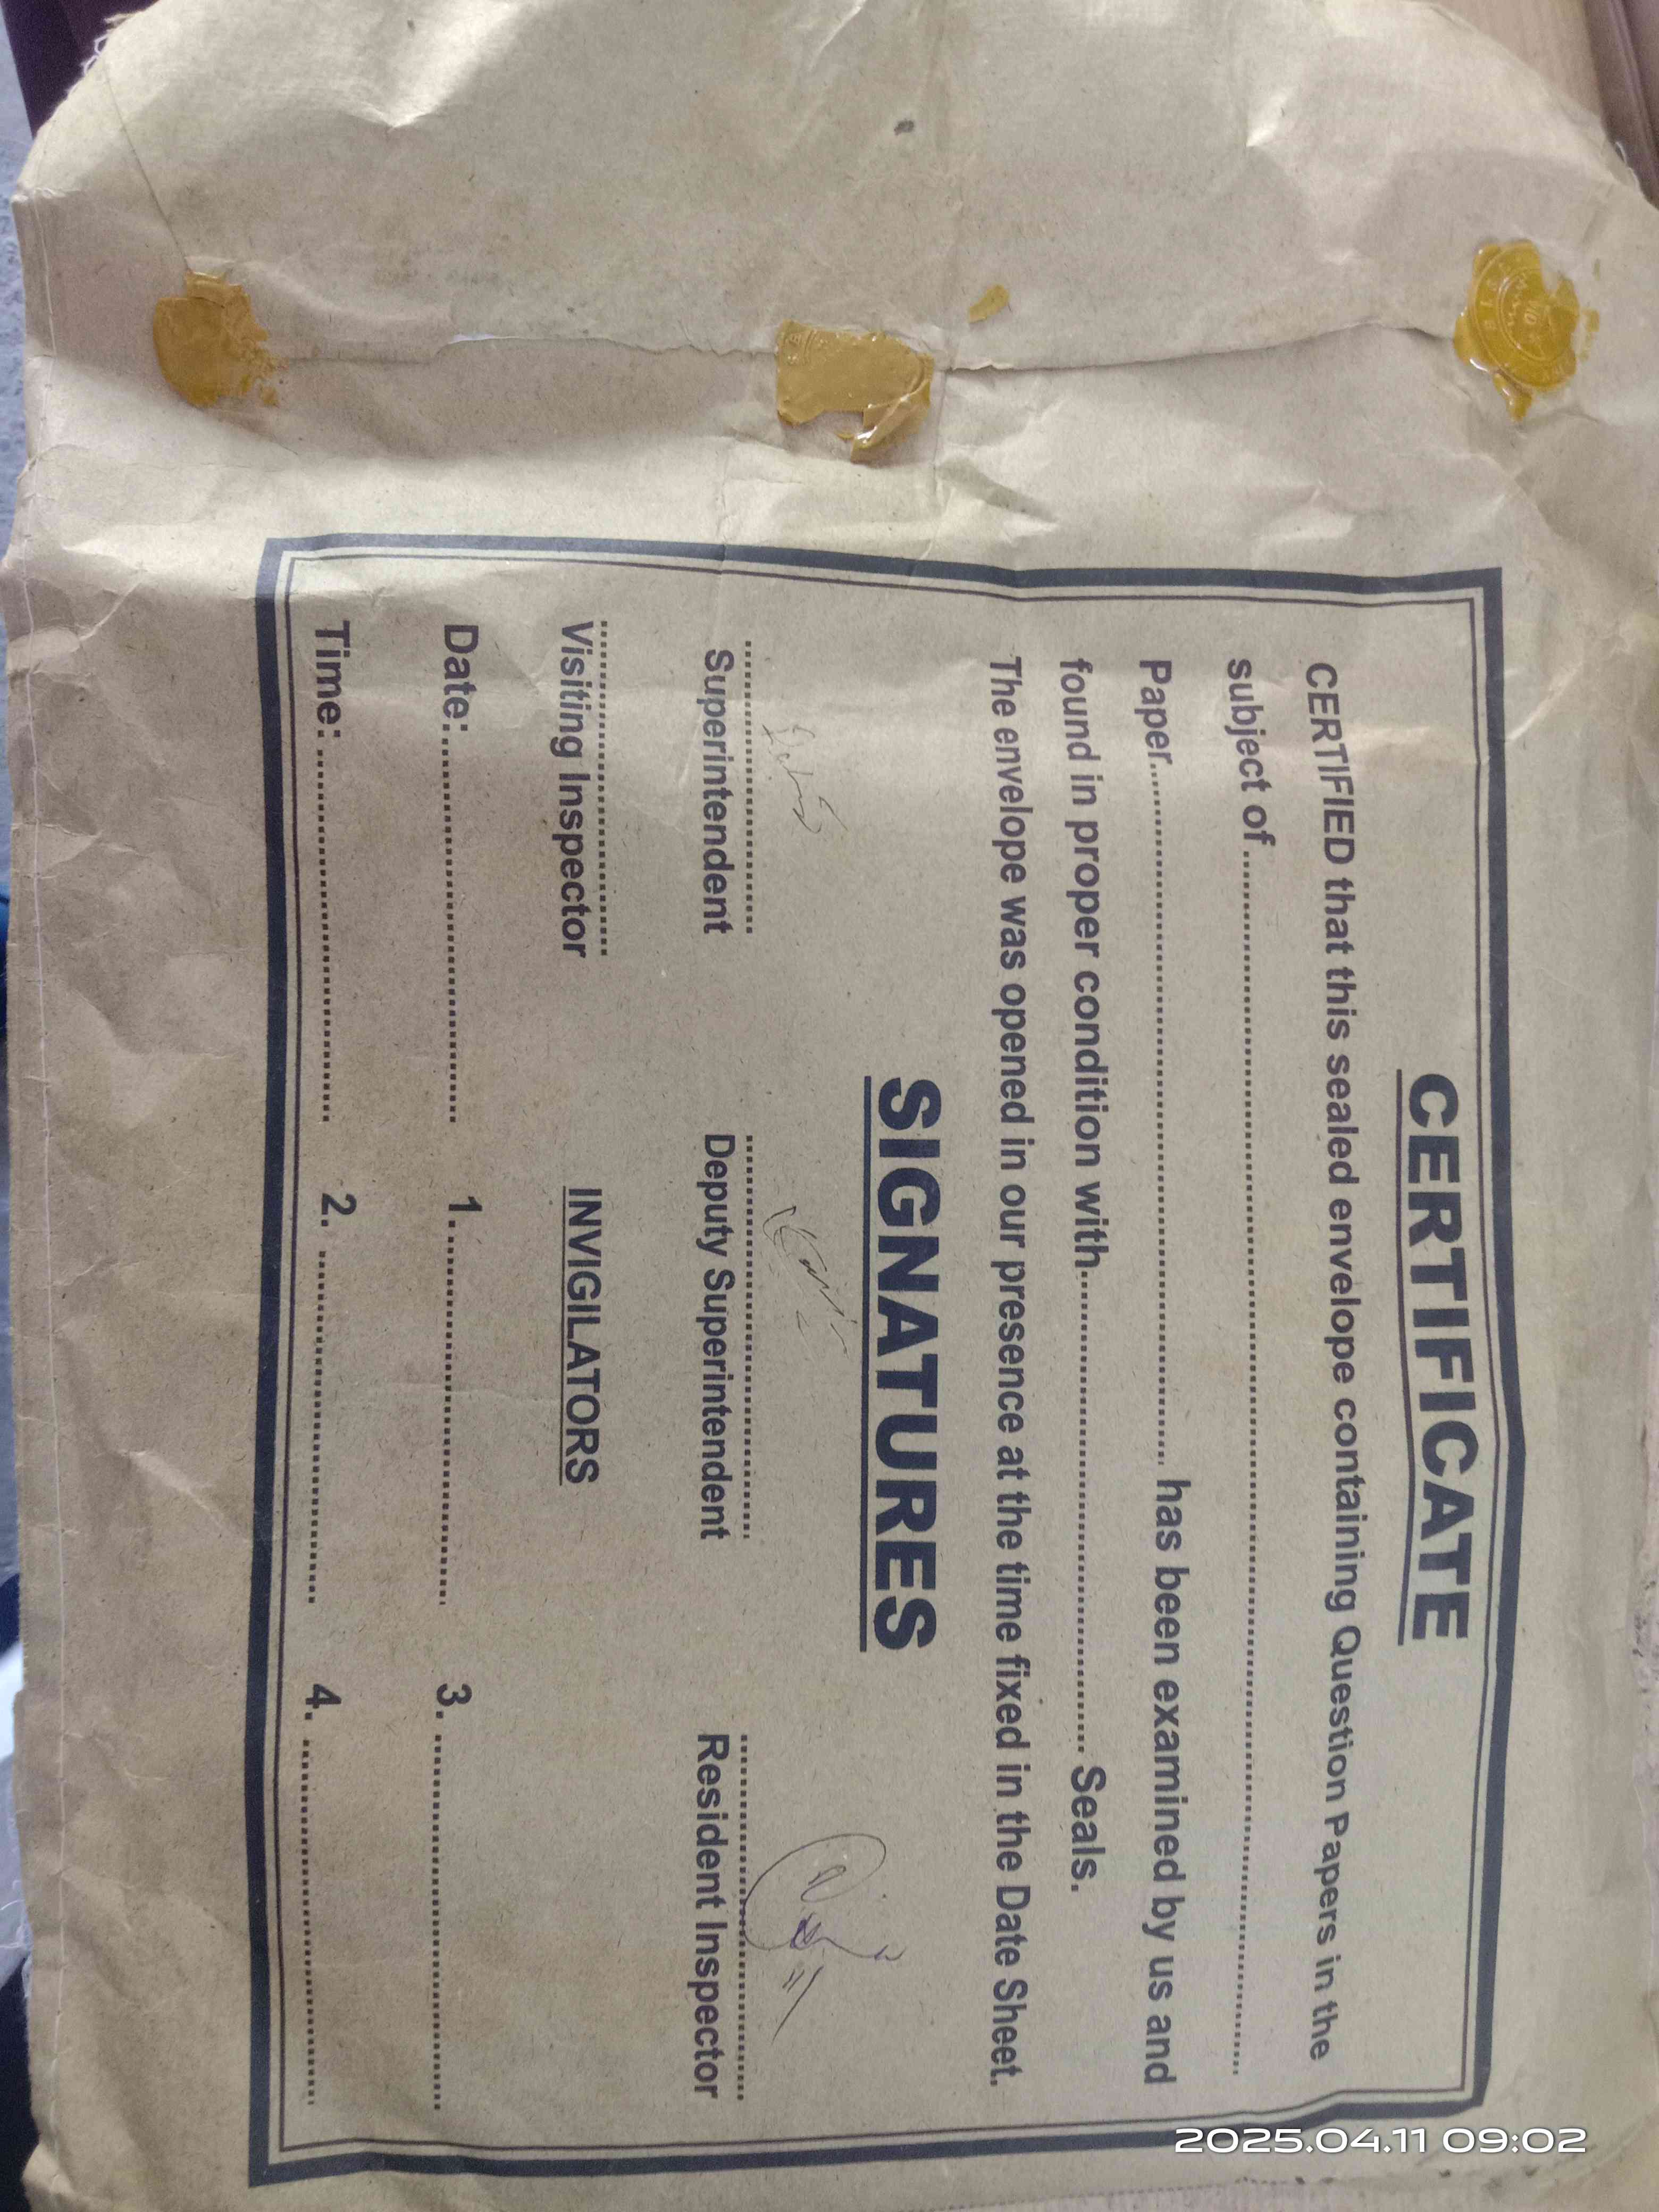 CERTIFICATE
CERTIFIED that this sealed envelope containing Question Papers in the
subject of
Paper has been examined by us and
found in proper condition with Seals.
The envelope was opened in our presence at the time fixed in the Date Sheet.
SIGNATURES
Superintendent Deputy Superintendent Resident Inspector
Visiting Inspector INVIGILATORS
Date: 1. 3.
Time: 2. 4.
2025.04.11 09:02